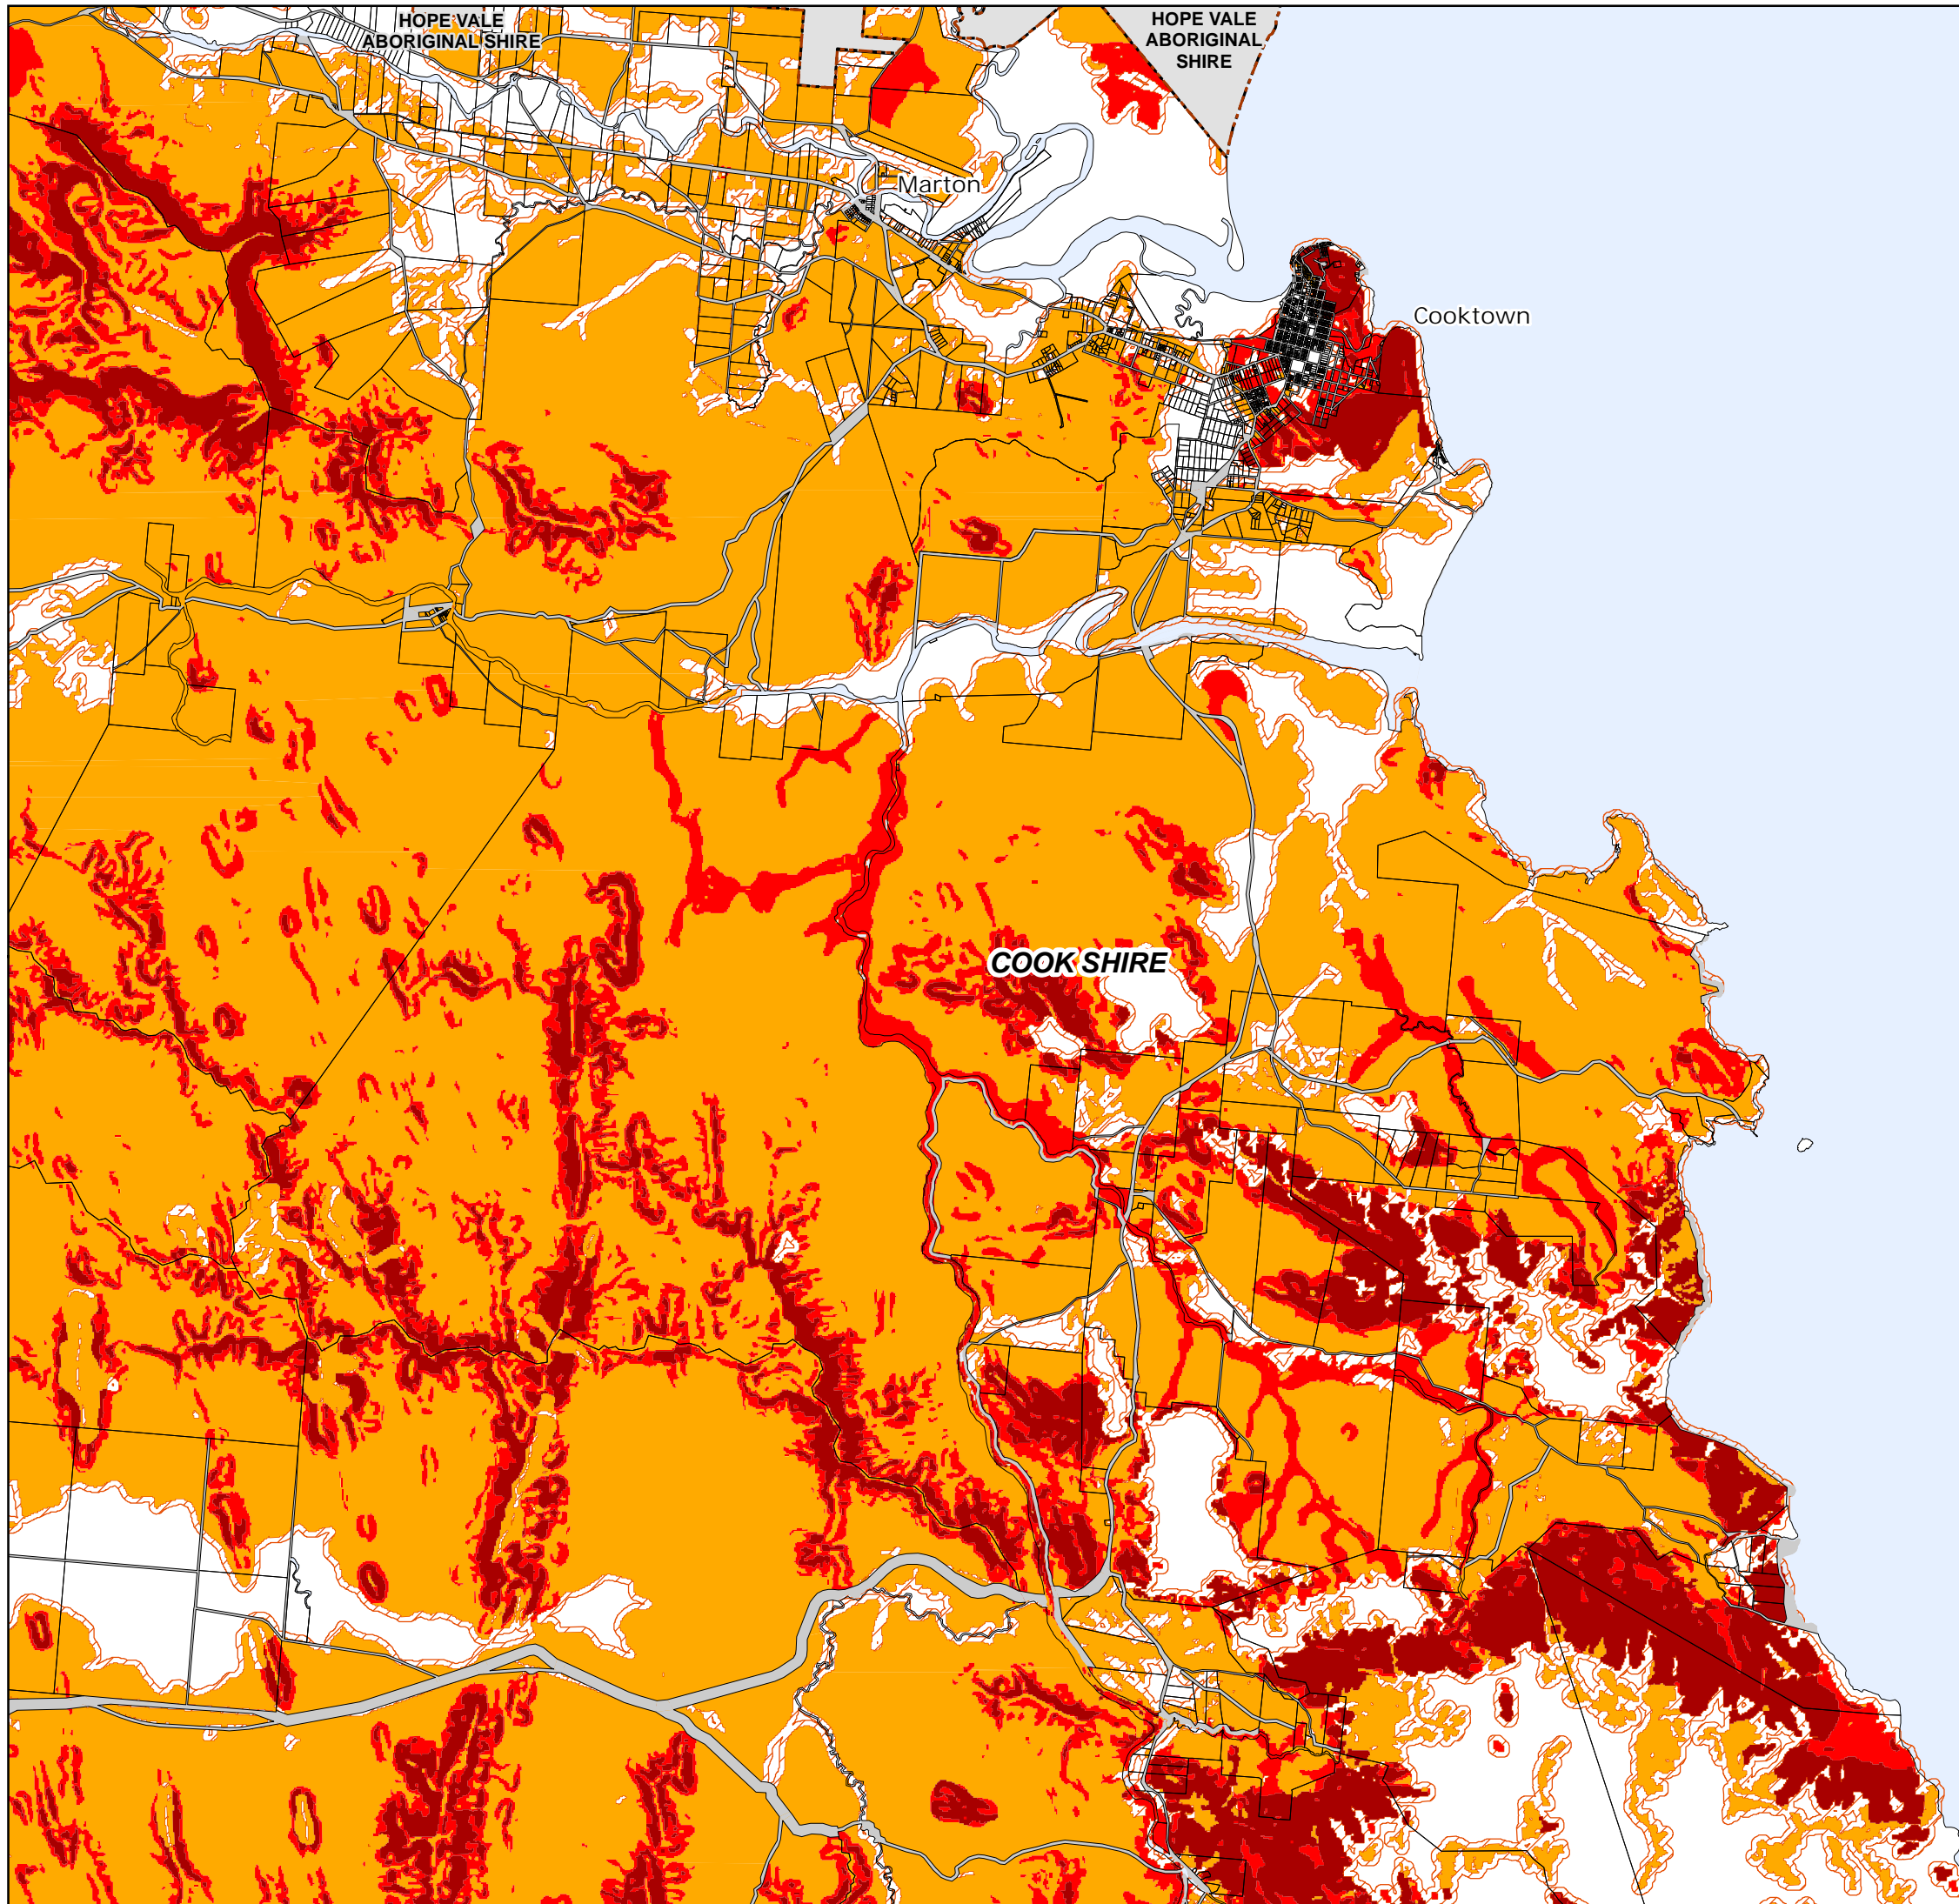 HOPE VALE
ABORIGINAL SHIRE
HOPE VALE
ABORIGINAL
SHIRE
Marton
Cooktown
COOK SHIRE